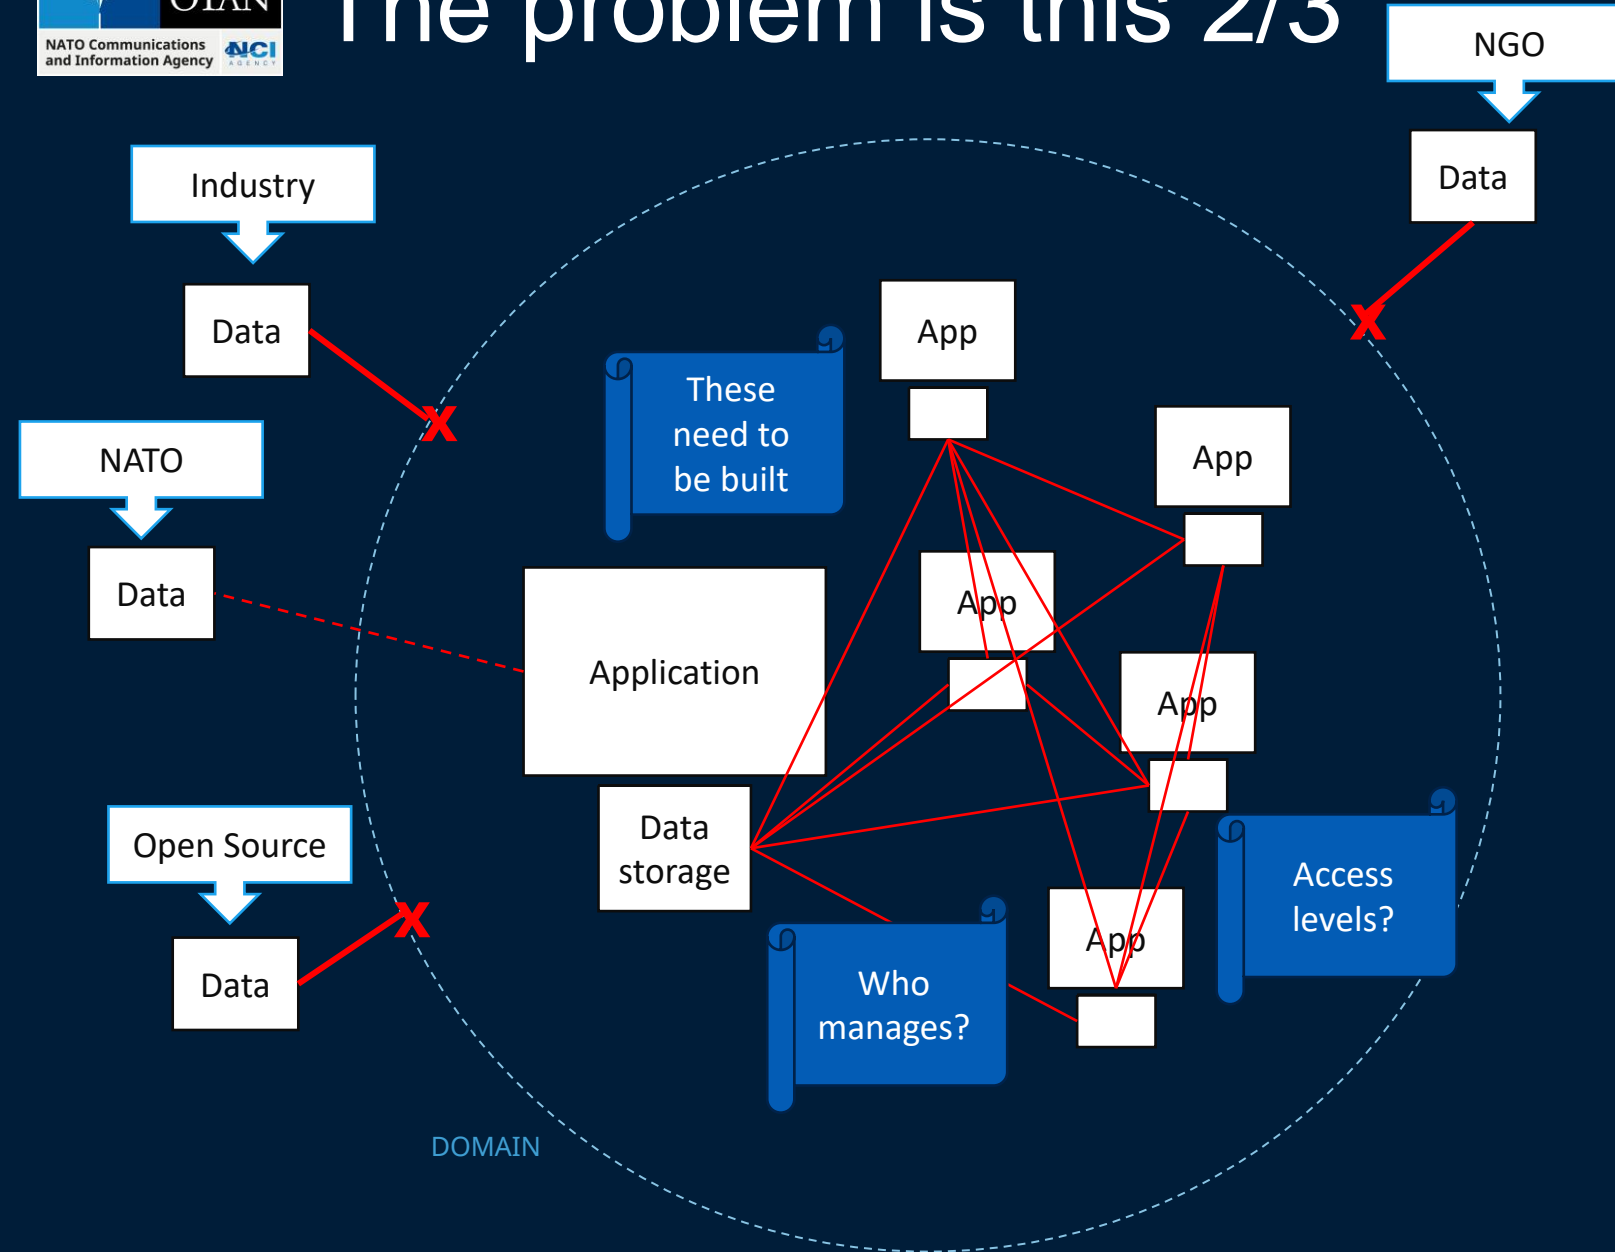 OTAN
NATO Communications
and Information Agency
NCI
AGENCY
The problem is this 2/3
NGO
Data
Industry
Data
NATO
Data
Open Source
Data
These
need to
be built
App
App
App
App
App
Application
Data
storage
Who
manages?
Access
levels?
DOMAIN
X
X
X